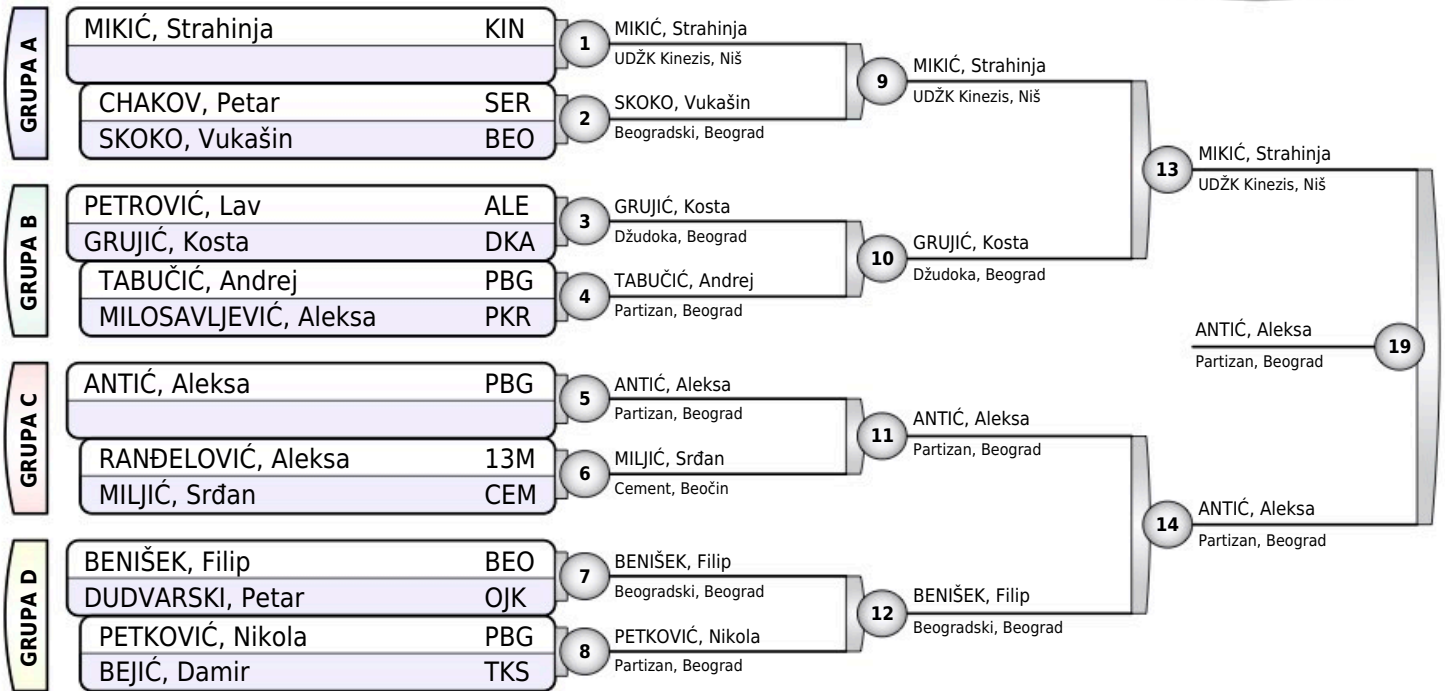 GRUPA A
MIKIĆ, Strahinja KIN
CHAKOV, Petar SER
SKOKO, Vukašin BEO
GRUPA B
PETROVIĆ, Lav ALE
GRUJIĆ, Kosta DKA
TABUČIĆ, Andrej PBG
MILOSAVLJEVIĆ, Aleksa PKR
GRUPA C
ANTIĆ, Aleksa PBG
RANĐELOVIĆ, Aleksa 13M
MILJIĆ, Srđan CEM
GRUPA D
BENIŠEK, Filip BEO
DUDVARSKI, Petar OJK
PETKOVIĆ, Nikola PBG
BEJIĆ, Damir TKS
1
MIKIĆ, Strahinja
UDŽK Kinezis, Niš
2
SKOKO, Vukašin
Beogradski, Beograd
3
GRUJIĆ, Kosta
Džudoka, Beograd
4
TABUČIĆ, Andrej
Partizan, Beograd
5
ANTIĆ, Aleksa
Partizan, Beograd
6
MILJIĆ, Srđan
Cement, Beočin
7
BENIŠEK, Filip
Beogradski, Beograd
8
PETKOVIĆ, Nikola
Partizan, Beograd
9
MIKIĆ, Strahinja
UDŽK Kinezis, Niš
10
GRUJIĆ, Kosta
Džudoka, Beograd
11
ANTIĆ, Aleksa
Partizan, Beograd
12
BENIŠEK, Filip
Beogradski, Beograd
13
MIKIĆ, Strahinja
UDŽK Kinezis, Niš
14
ANTIĆ, Aleksa
Partizan, Beograd
ANTIĆ, Aleksa
Partizan, Beograd
19